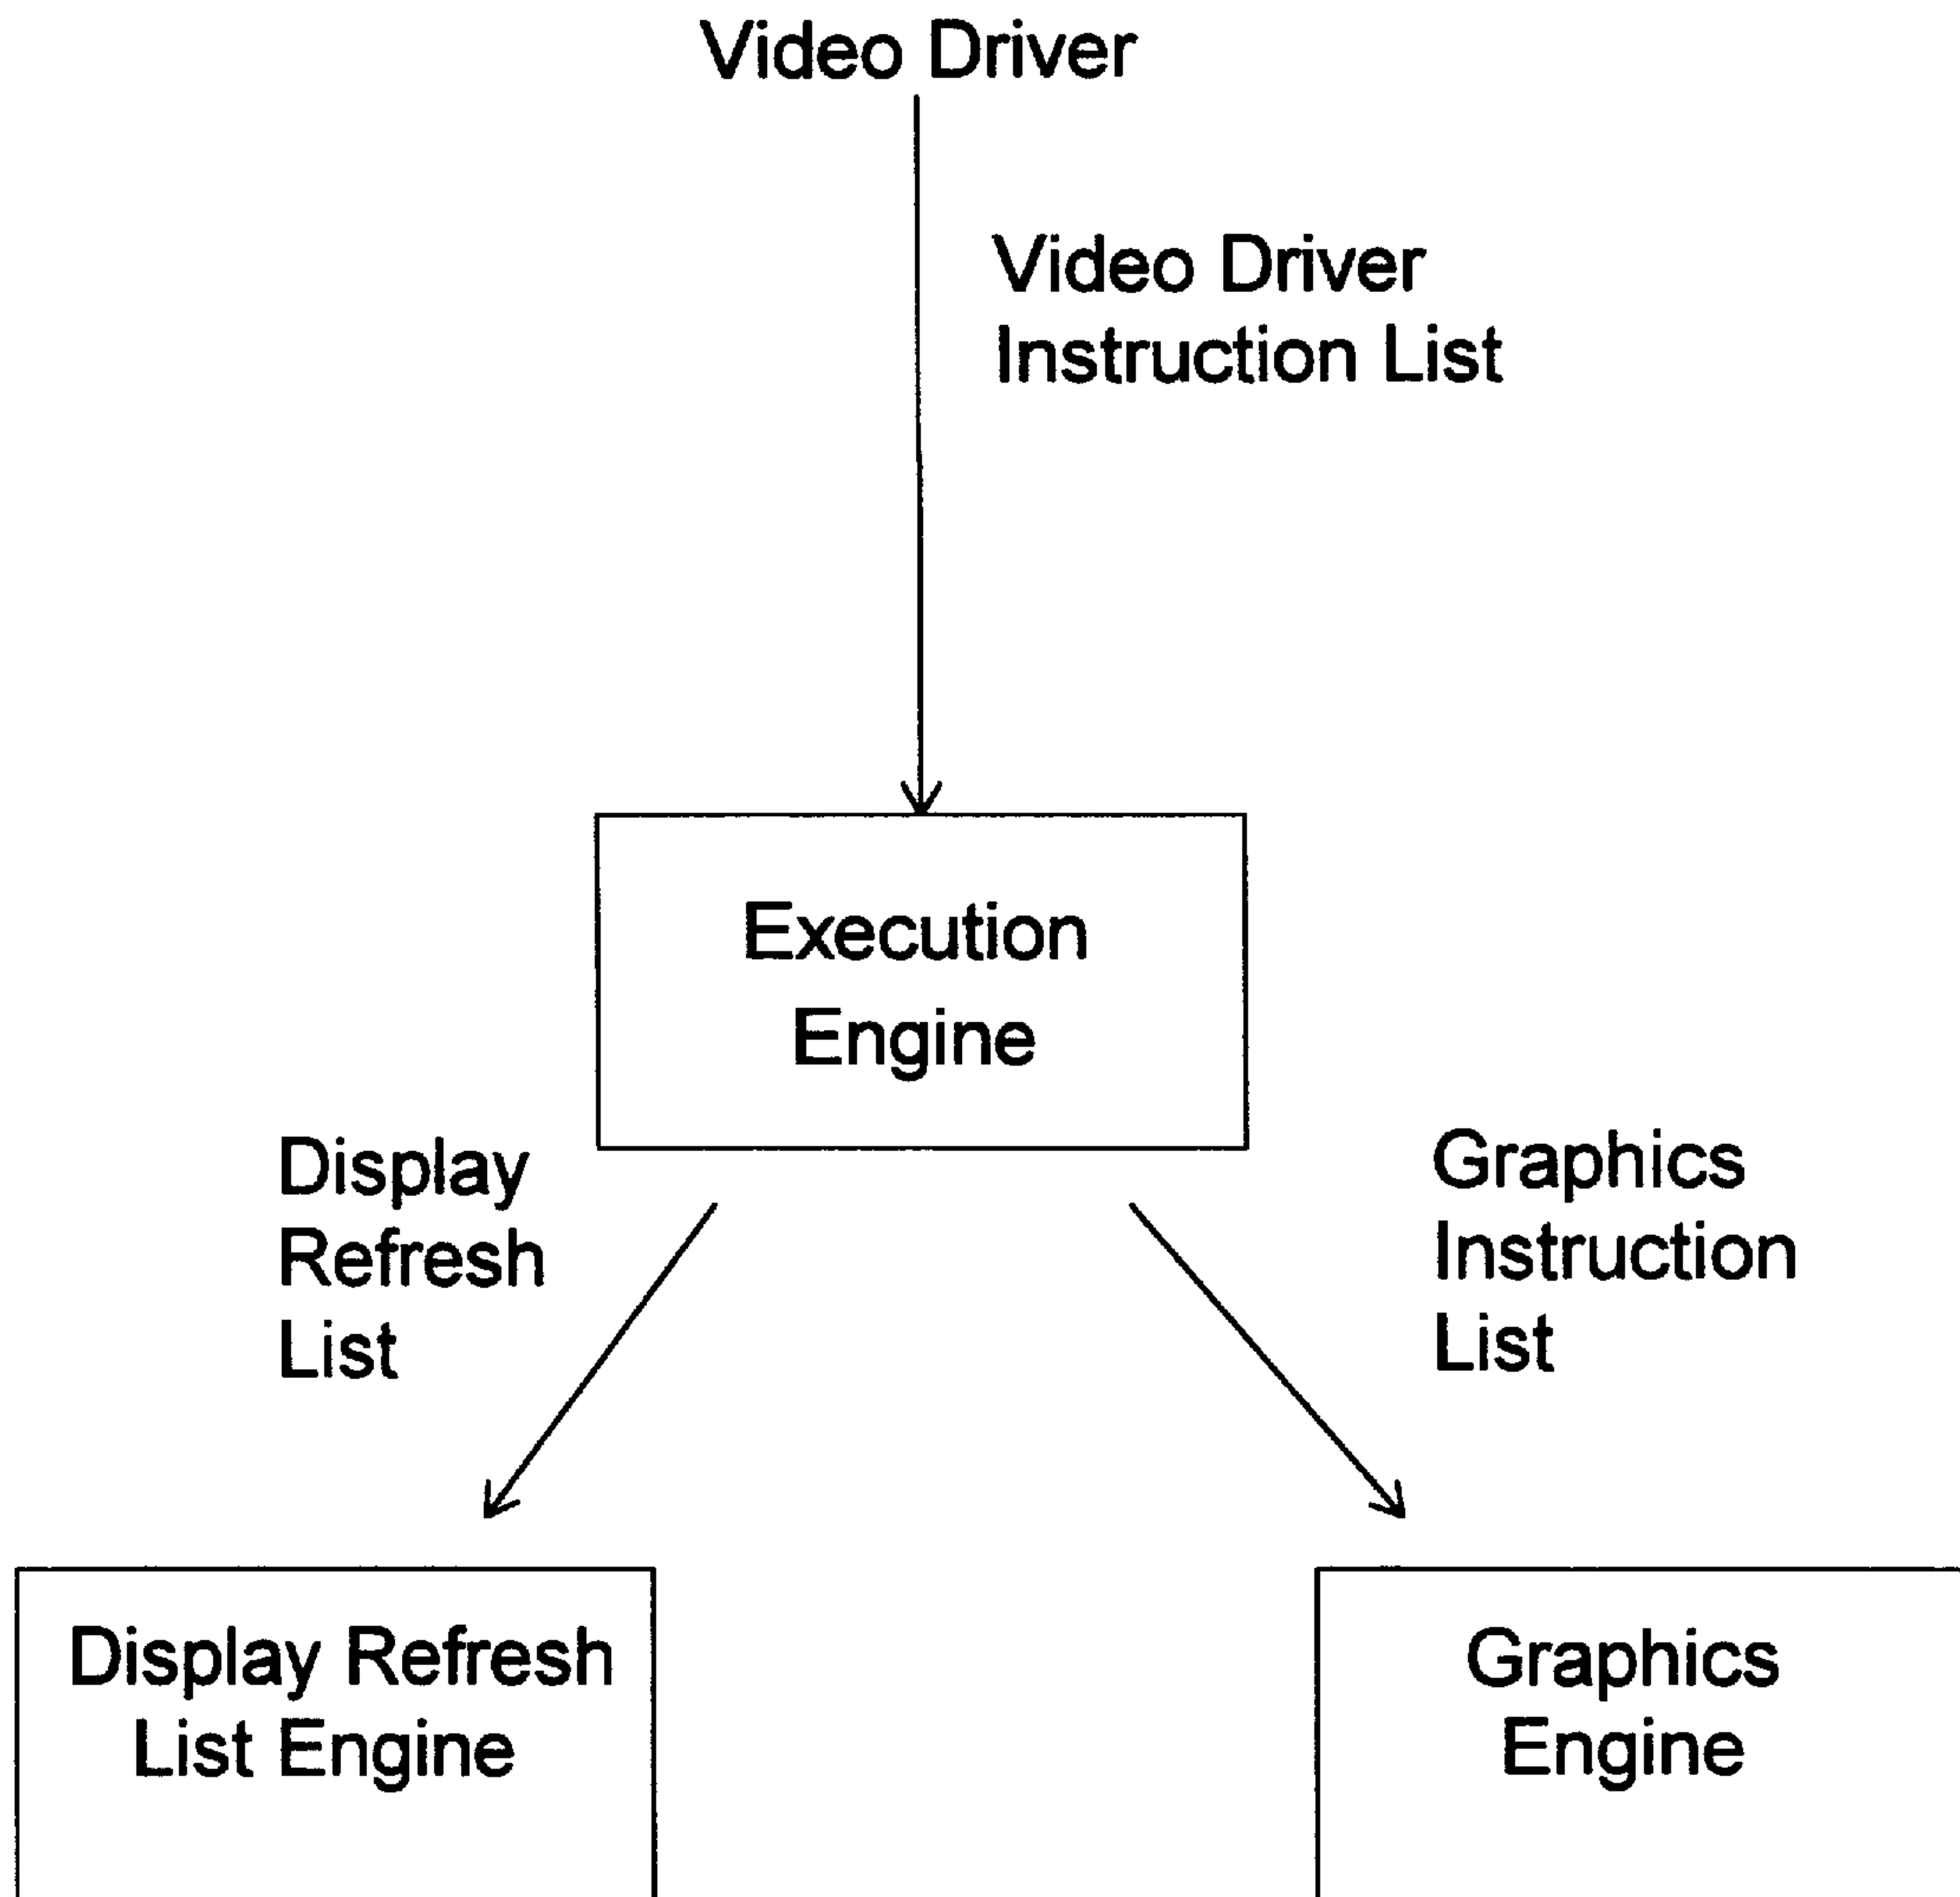 Video Driver
Video Driver
Instruction List
Execution
Engine
Display
Refresh
List
Graphics
Instruction
List
Display Refresh
List Engine
Graphics
Engine